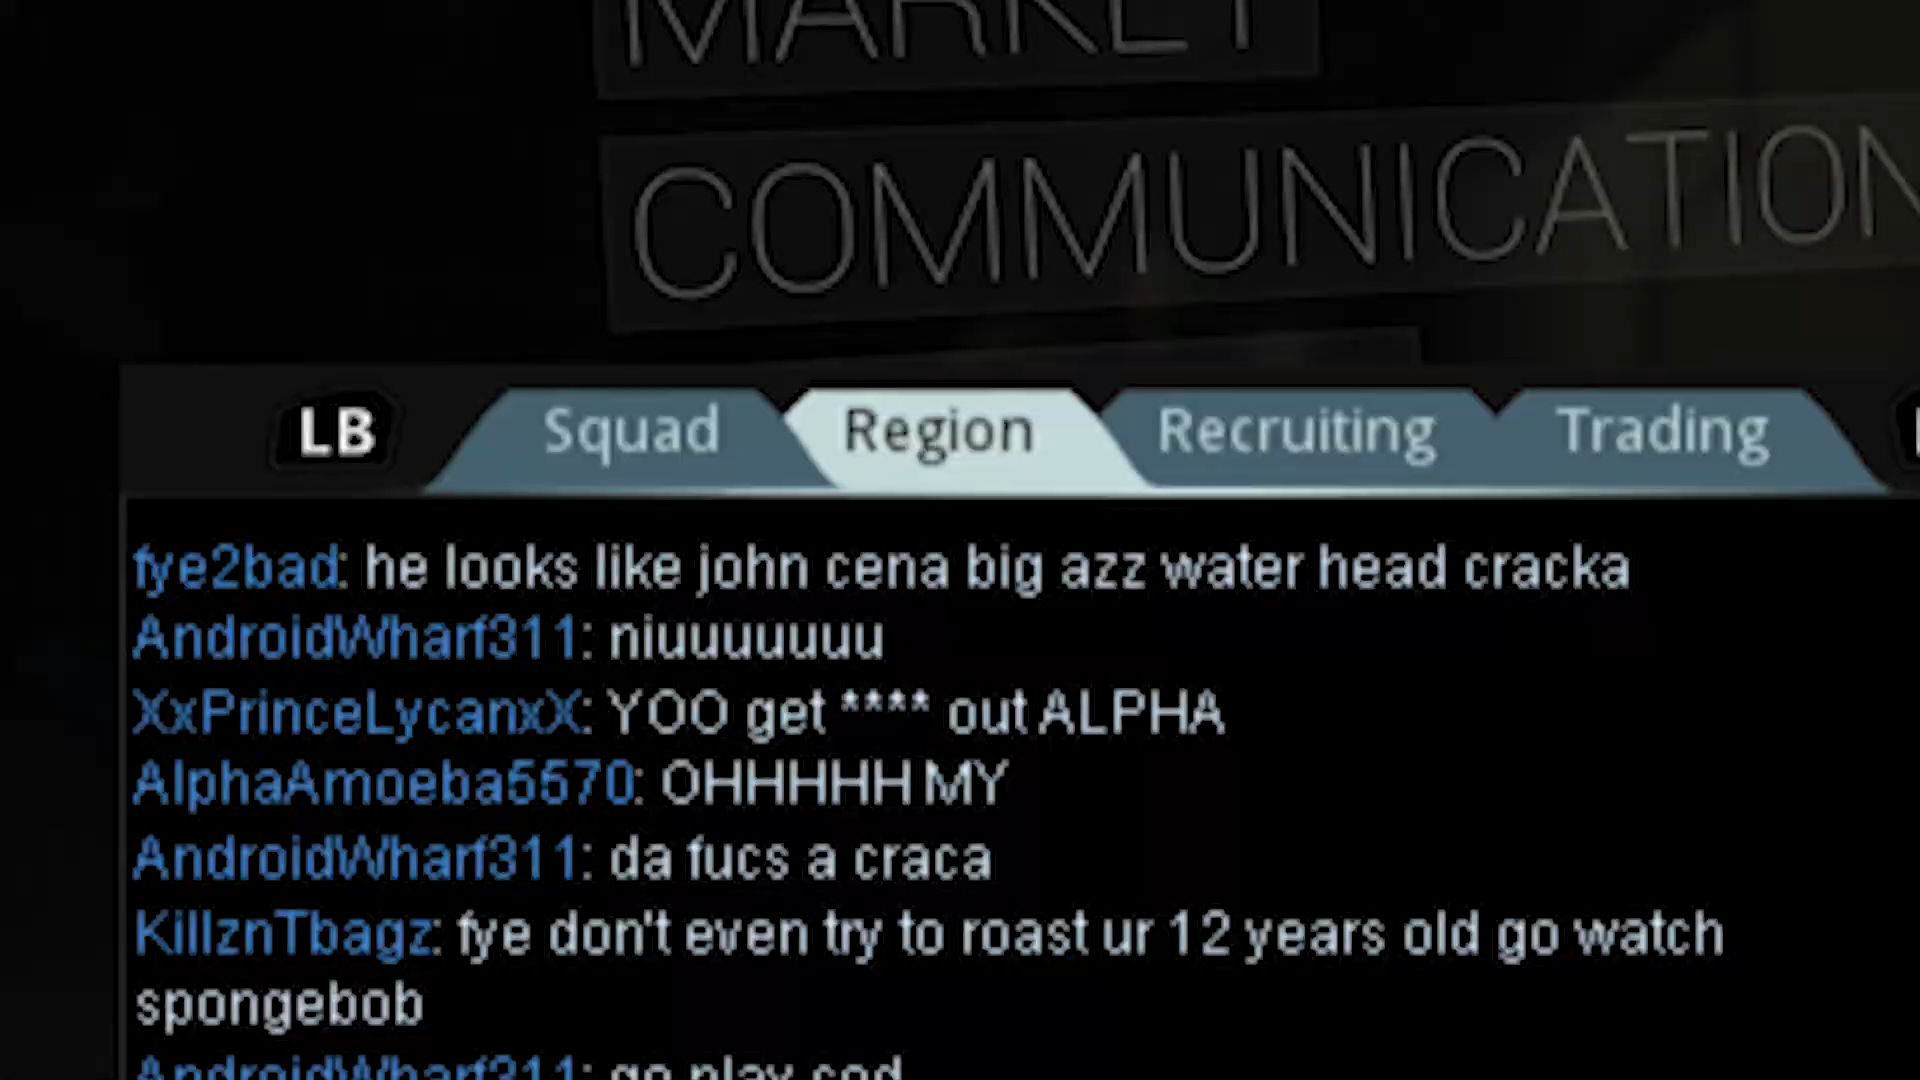 MARKET
COMMUNICATION
LB Squad Region Recruiting Trading
fye2bad: he looks like john cena big azz water head cracka
AndroidWharf311: niuuuuuuu
XxPrinceLycanxX: YOO get **** out ALPHA
AlphaAmoeba5570: OHHHHH MY
AndroidWharf311: da fucs a craca
KillznTbagz: fye don't even try to roast ur 12 years old go watch
spongebob
AndroidWharf311: go play cod